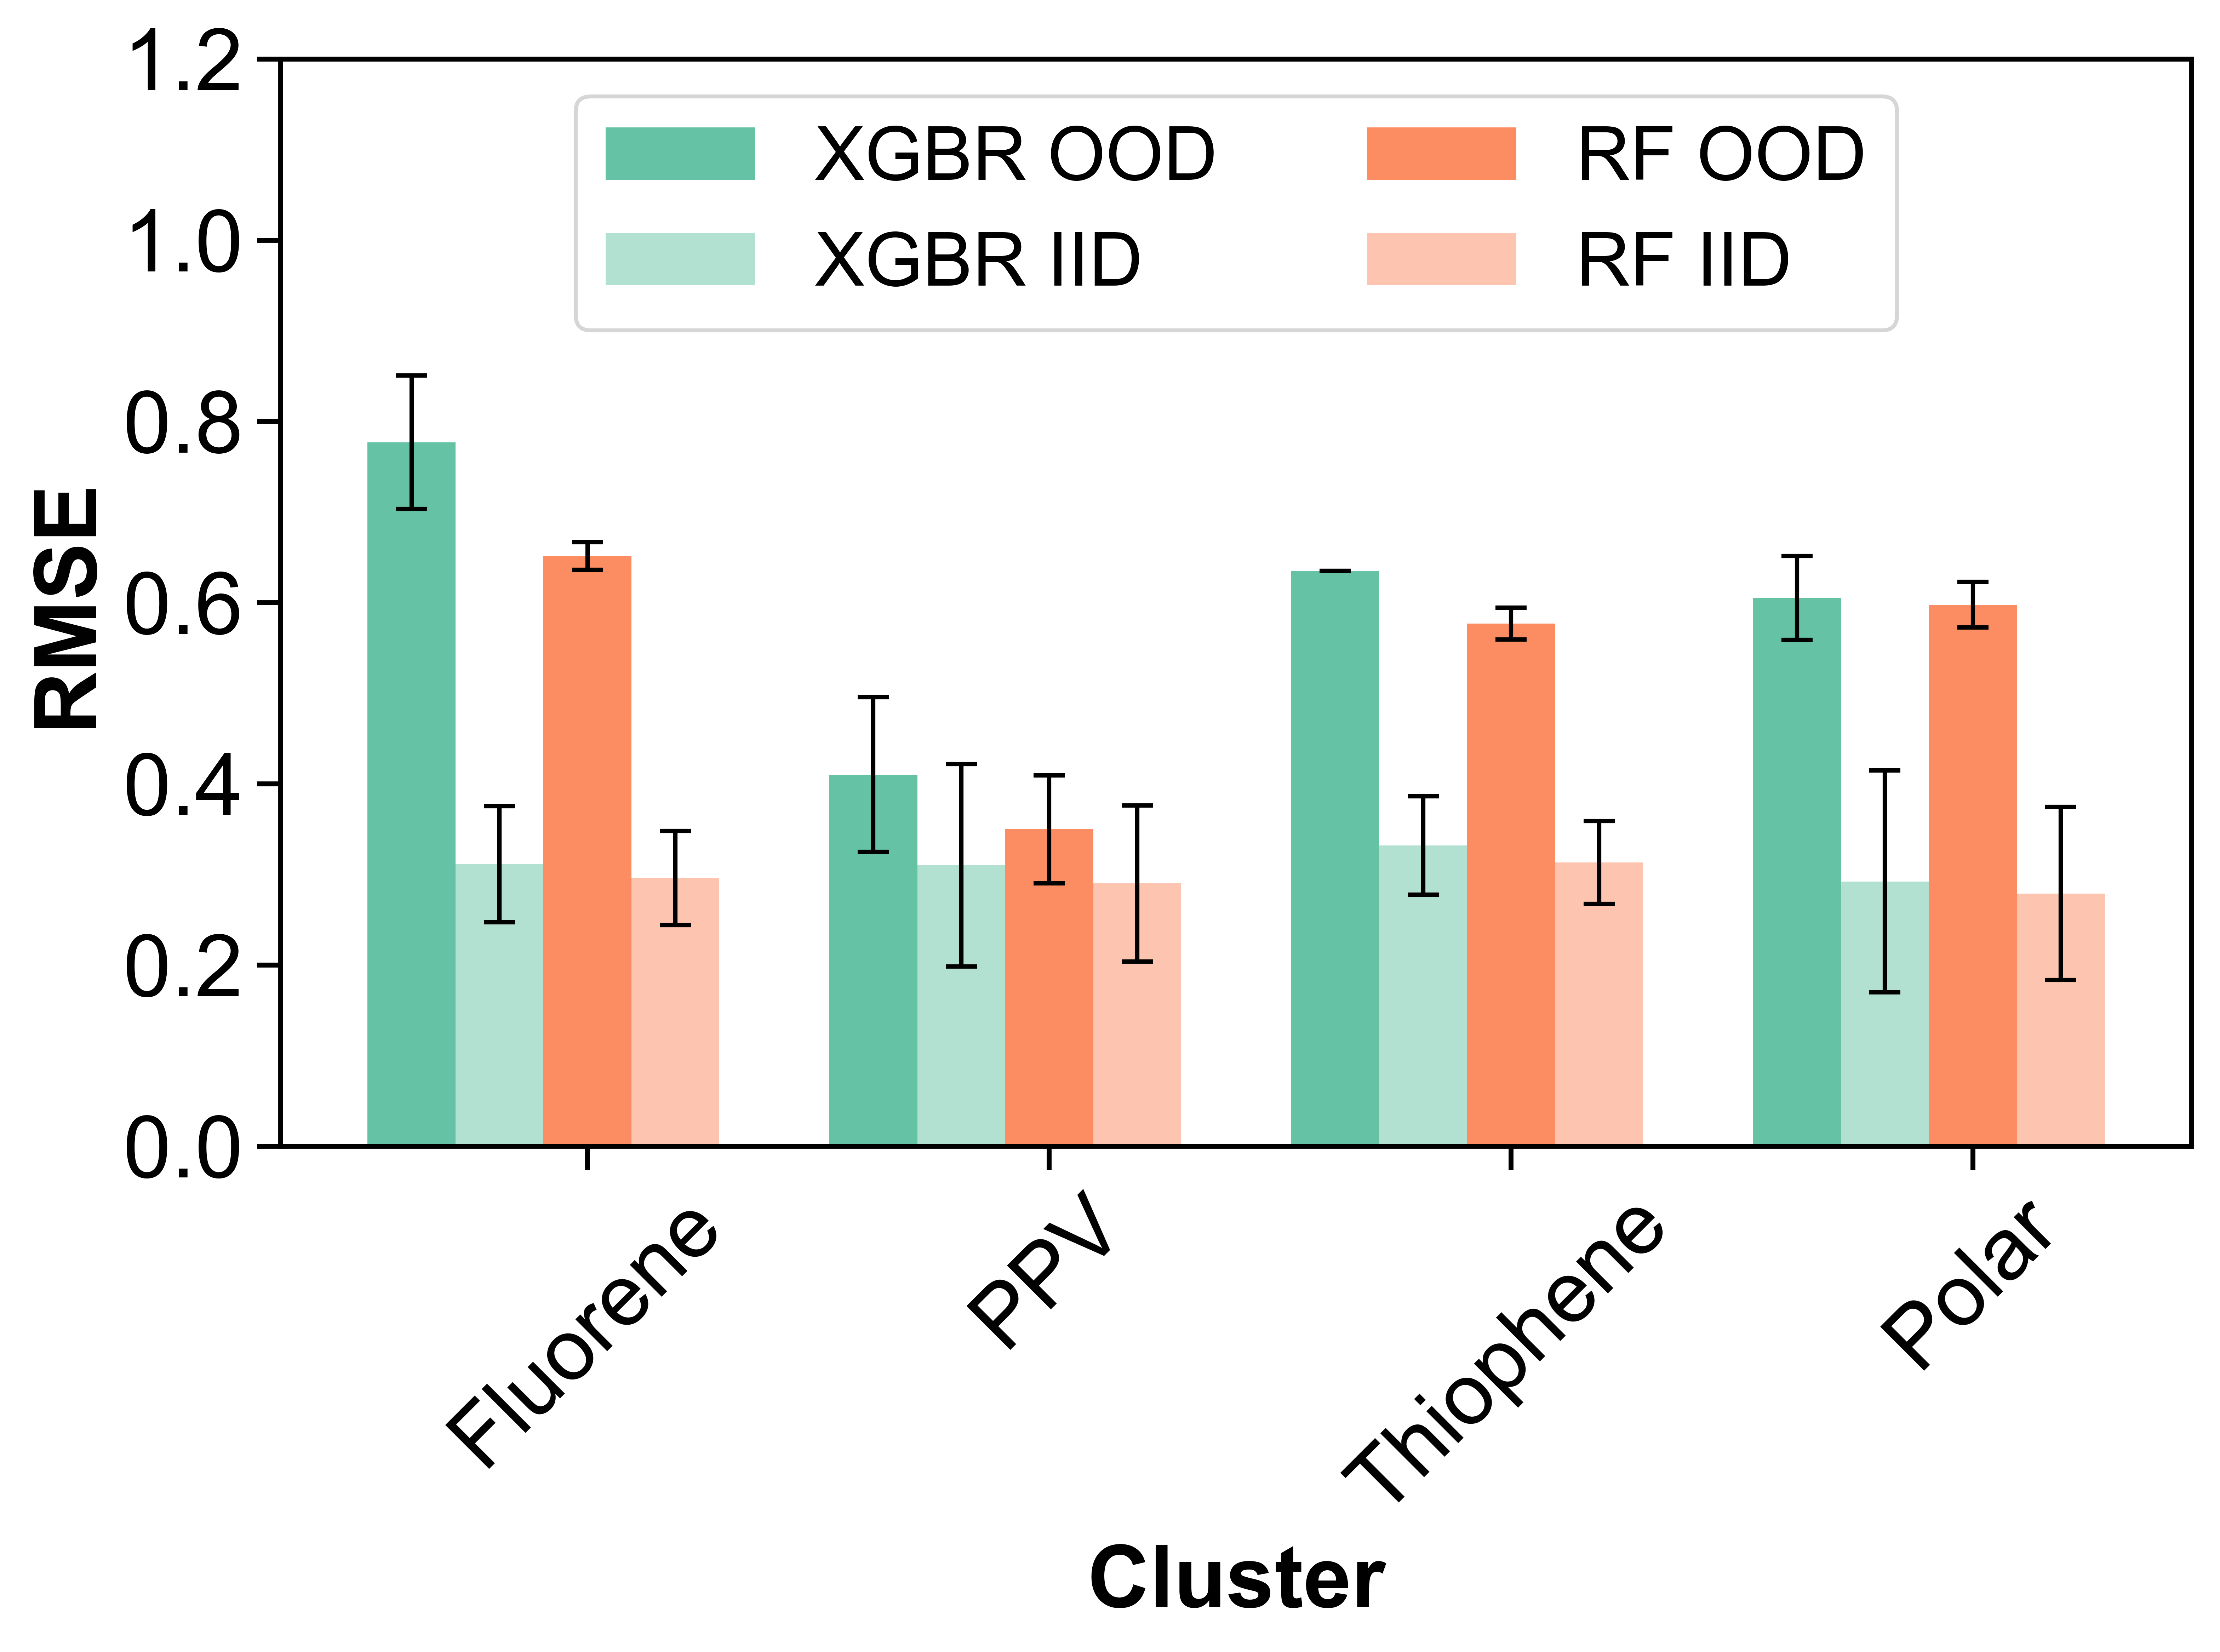 1.2
1.0
0.8
0.6
0.4
0.2
0.0
RMSE
XGBR OOD
XGBR IID
RF OOD
RF IID
Fluorene
PPV
Thiophene
Polar
Cluster